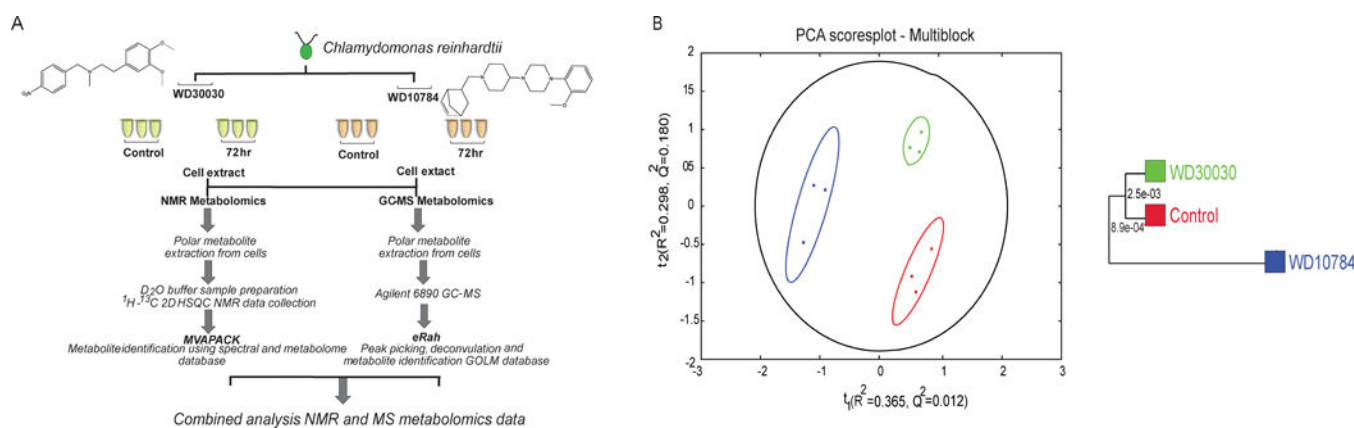 A
Chlamydomonas reinhardtii
WD30030
WD10784
Control
72hr
Control
72hr
Cell extract
Cell extact
NMR Metabolomics
GCMS Metabolomics
Polar metabolite
extraction from cells
Polar metabolite
extraction from cells
D2O buffer sample preparation
1H-13C 2D HSQC NMR data collection
Agilent 6890 GC-MS
MVAPACK
Metabolite identification using spectral and metabolome
database
eRah
Peak picking, deconvulation and
metabolite identification GOLM database
Combined analysis NMR and MS metabolomics data
B
PCA scoresplot - Multiblock
t2(R2=0.298, Q2=0.180)
2
1.5
1
05
0
-0.5
-1
-1.5
-2
-3
-2
-1
0
1
2
3
t1(R2=0.365, Q2=0.012)
WD30030
2.5e-03
Control
8.9e-04
WD10784